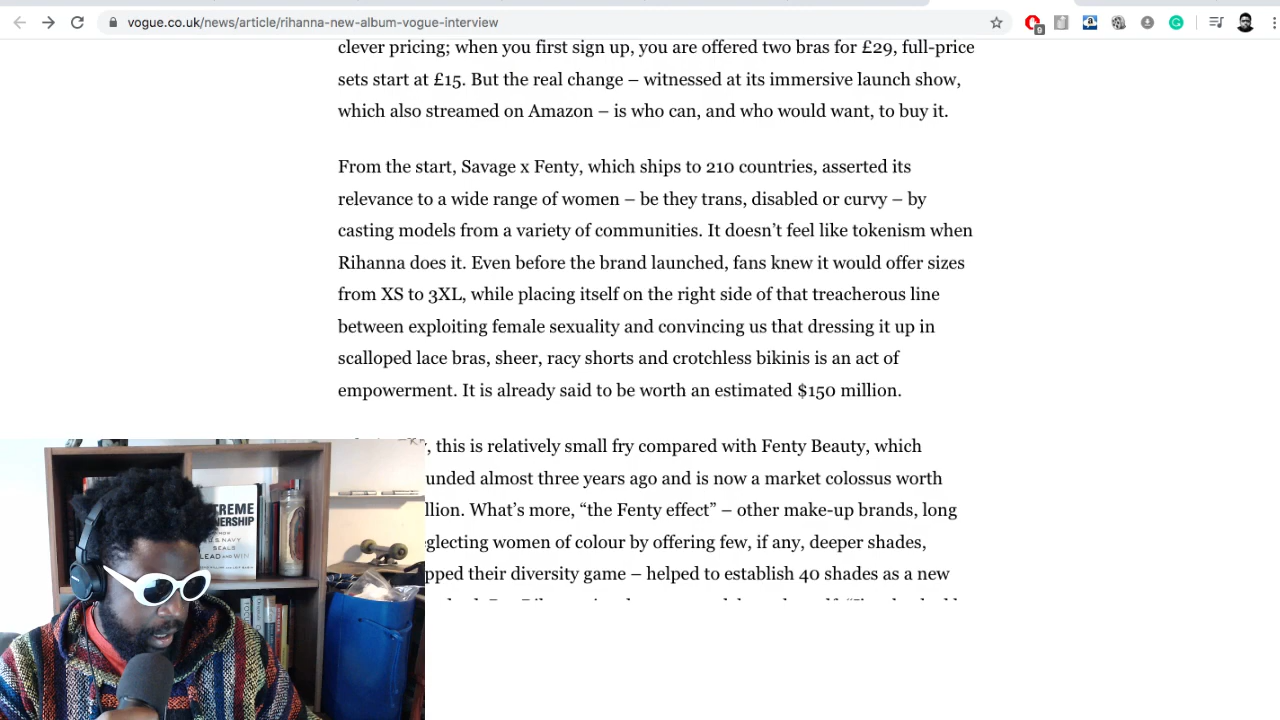 vogue.co.uk/news/article/rihanna-new-album-vogue-interview
9
clever pricing; when you first sign up, you are offered two bras for £29, full-price
sets start at £15. But the real change – witnessed at its immersive launch show,
which also streamed on Amazon – is who can, and who would want, to buy it.
From the start, Savage x Fenty, which ships to 210 countries, asserted its
relevance to a wide range of women – be they trans, disabled or curvy – by
casting models from a variety of communities. It doesn’t feel like tokenism when
Rihanna does it. Even before the brand launched, fans knew it would offer sizes
from XS to 3XL, while placing itself on the right side of that treacherous line
between exploiting female sexuality and convincing us that dressing it up in
scalloped lace bras, sheer, racy shorts and crotchless bikinis is an act of
empowerment. It is already said to be worth an estimated $150 million.
, this is relatively small fry compared with Fenty Beauty, which
unded almost three years ago and is now a market colossus worth
llion. What’s more, “the Fenty effect” – other make-up brands, long
eglecting women of colour by offering few, if any, deeper shades,
pped their diversity game – helped to establish 40 shades as a new
TREME
NERSHIP
U.S. NAVY
SEALS
LEAD AND WIN